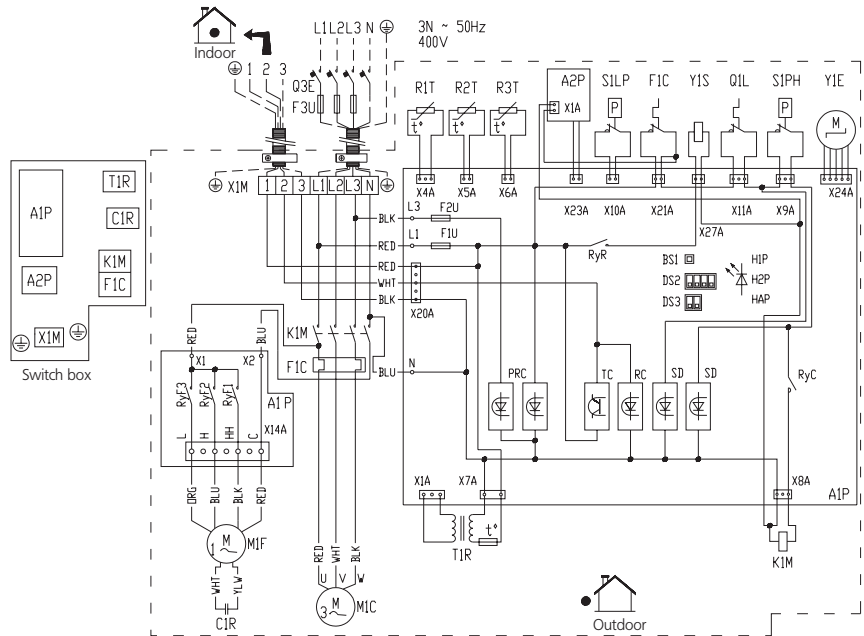 Indoor
1 2 3
L1 L2 L3 N
3N ~ 50Hz
400V
Q3E
F3U
R1T
R2T
R3T
A2P
X1A
S1LP
F1C
Y1S
Q1L
S1PH
Y1E
t°
t°
t°
P
P
M
X4A
X5A
X6A
X23A
X10A
X21A
X27A
X11A
X9A
X24A
X1M
1 2 3 L1 L2 L3 N
A1P
T1R
C1R
K1M
F1C
A2P
X1M
Switch box
BLK
L3
F2U
RED
L1
F1U
RED
WHT
BLK
X20A
RyR
BS1
DS2
DS3
H1P
H2P
HAP
RED
BLU
K1M
F1C
BLU
N
X1
X2
RyF3
RyF2
RyF1
A1P
X14A
L
H
HH
C
ORG
BLU
BLK
RED
M
1
M1F
WHT
YLW
C1R
RED
WHT
BLK
U
V
W
M
3
M1C
PRC
TC
RC
SD
SD
RyC
X1A
X7A
X8A
A1P
T1R
t°
K1M
Outdoor